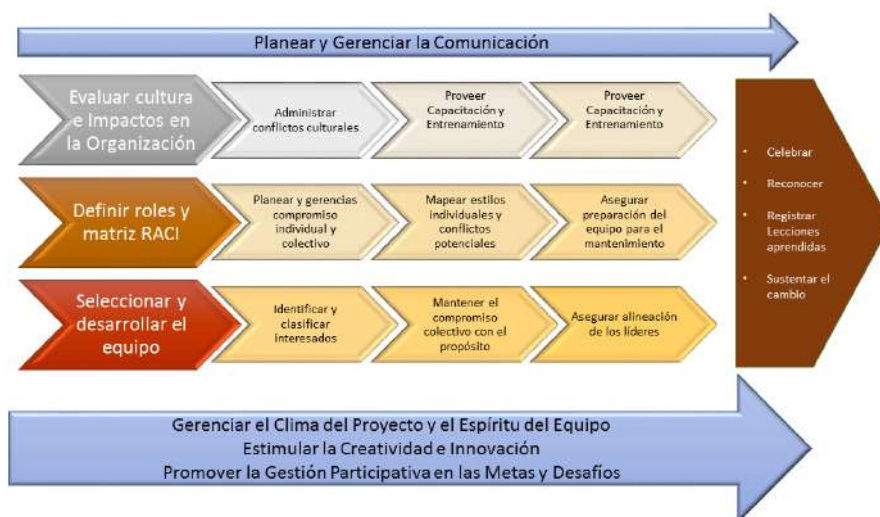 Planear y Gerenciar la Comunicación
Evaluar cultura
e Impactos en
la Organización
Administrar
conflictos culturales
Proveer
Capacitación y
Entrenamiento
Proveer
Capacitación y
Entrenamiento
Definir roles y
matriz RACI
Planear y gerencias
compromiso
individual y
colectivo
Mapear estilos
individuales y
conflictos
potenciales
Asegurar
preparación del
equipo para el
mantenimiento
Seleccionar y
desarrollar el
equipo
Identificar y
clasificar
interesados
Mantener el
compromiso
colectivo con el
propósito
Asegurar alineación
de los líderes
• Celebrar
• Reconocer
• Registrar
Lecciones
aprendidas
• Sustentar el
cambio
Gerenciar el Clima del Proyecto y el Espíritu del Equipo
Estimular la Creatividad e Innovación
Promover la Gestión Participativa en las Metas y Desafíos